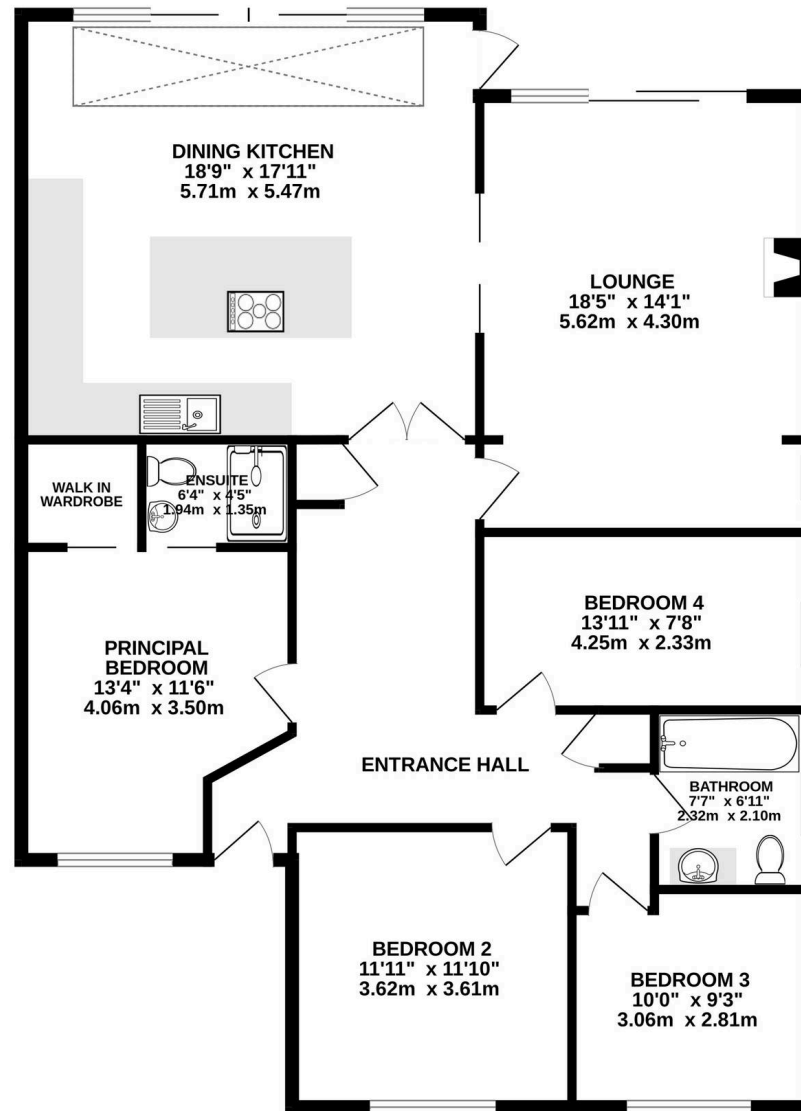 DINING KITCHEN
18'9" x 17'11"
5.71m x 5.47m
LOUNGE
18'5" x 14'1"
5.62m x 4.30m
WALK IN
WARDROBE
ENSUITE
6'4" x 4'5"
1.94m x 1.35m
BEDROOM 4
13'11" x 7'8"
4.25m x 2.33m
PRINCIPAL
BEDROOM
13'4" x 11'6"
4.06m x 3.50m
ENTRANCE HALL
BATHROOM
7'7" x 6'11"
2.32m x 2.10m
BEDROOM 2
11'11" x 11'10"
3.62m x 3.61m
BEDROOM 3
10'0" x 9'3"
3.06m x 2.81m